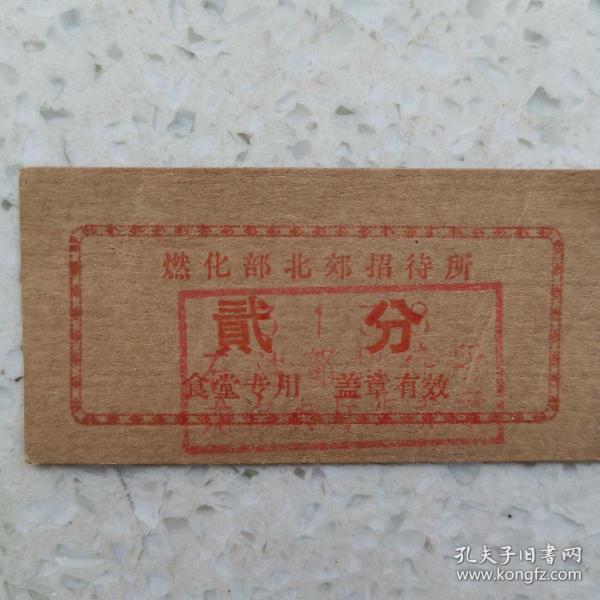 燃化部北郊招待所
貳分
食堂专用 盖章有效
孔夫子旧书网
www.kongfz.com